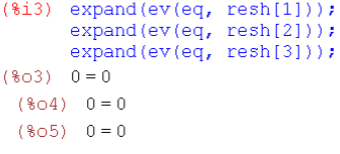 (%i3) expand(ev(eq, resh[1]));
expand(ev(eq, resh[2]));
expand(ev(eq, resh[3]));
(%o3) 0=0
(%o4) 0=0
(%o5) 0=0